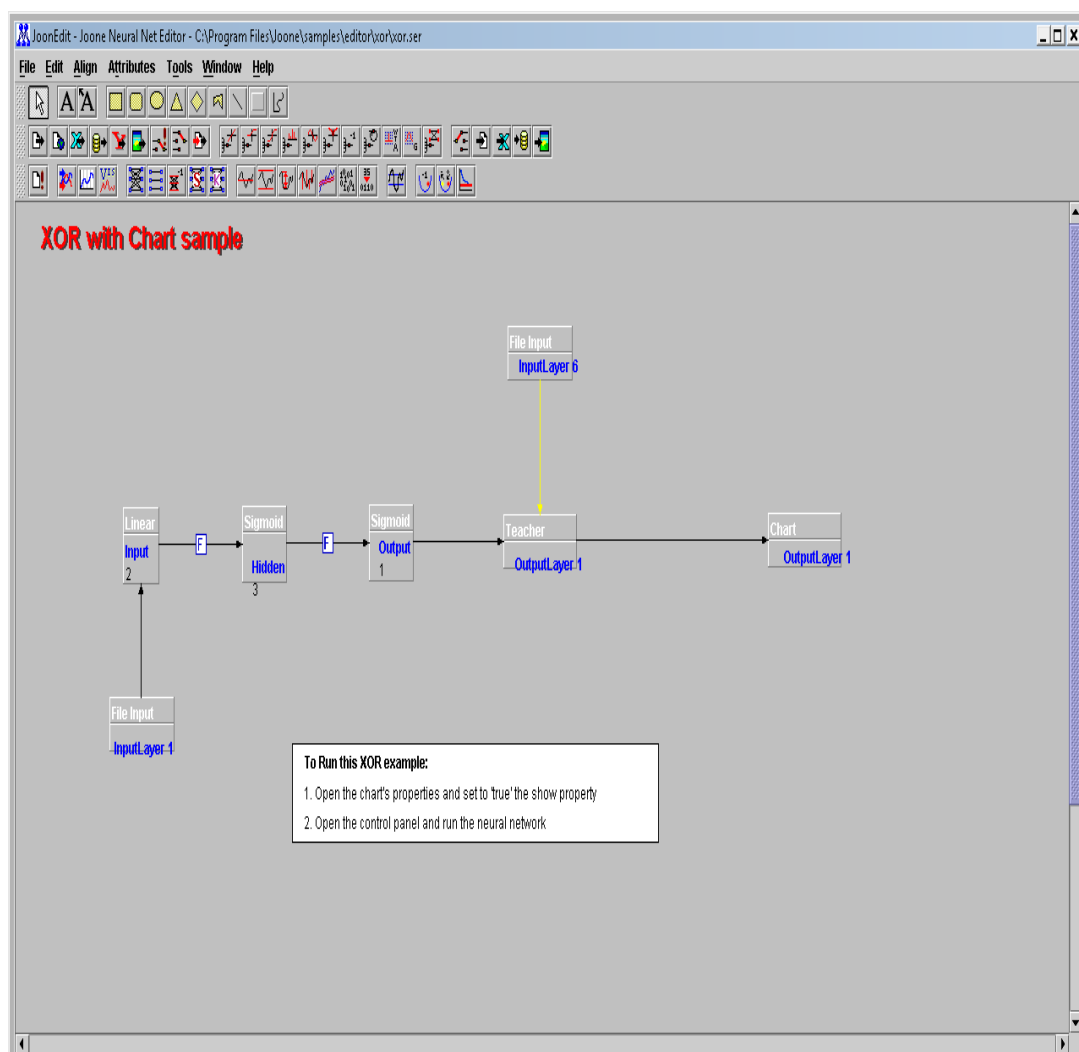 JoonEdit - Joone Neural Net Editor - C:\Program Files\Joone\samples\editor\xor\xor.ser
File Edit Align Attributes Tools Window Help
A A
XOR with Chart sample
File Input
InputLayer 6
Linear
Input
2
F
Sigmoid
Hidden
3
F
Sigmoid
Output
1
Teacher
OutputLayer 1
Chart
OutputLayer 1
File Input
InputLayer 1
To Run this XOR example:
1. Open the chart's properties and set to 'true' the show property
2. Open the control panel and run the neural network